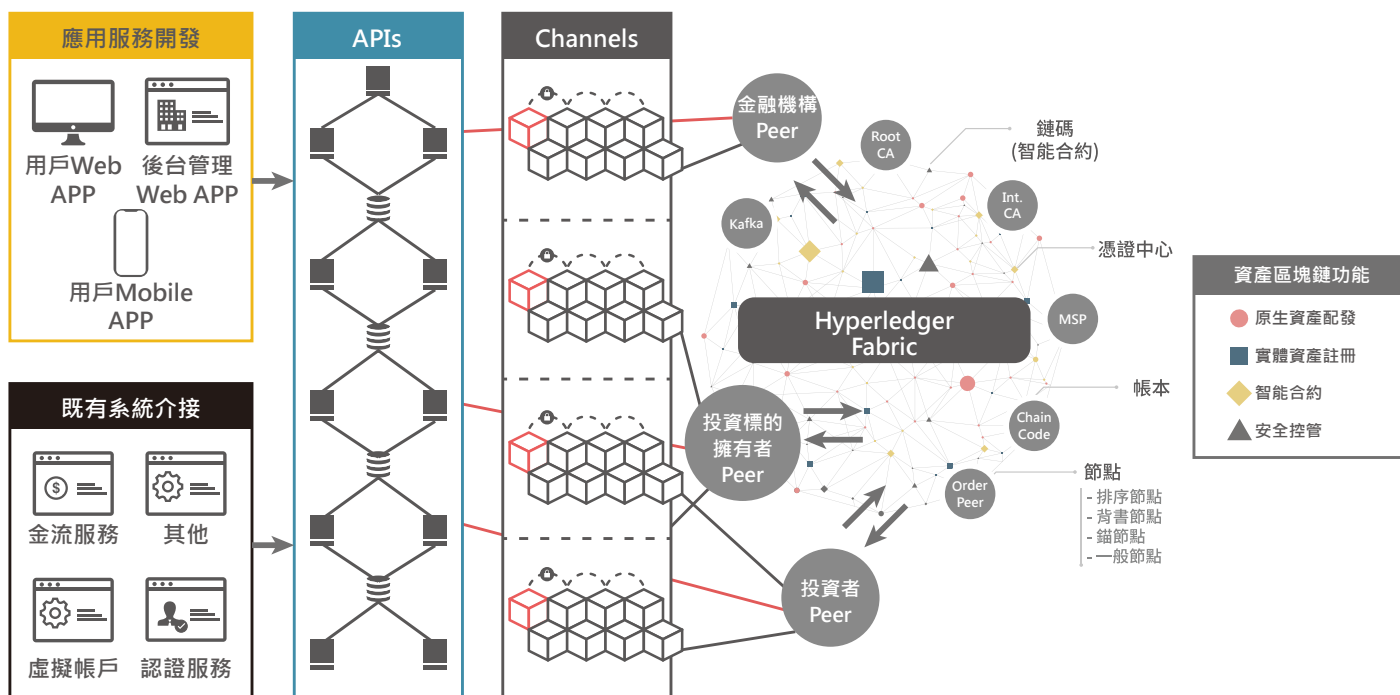 應用服務開發
用戶Web
APP
後台管理
Web APP
用戶Mobile
APP
既有系統介接
$
金流服務
其他
虛擬帳戶
認證服務
APIs
Channels
金融機構
Peer
投資標的
擁有者
Peer
投資者
Peer
Root
CA
Int.
CA
Kafka
MSP
Chain
Code
Order
Peer
Hyperledger
Fabric
鏈碼
(智能合約)
憑證中心
帳本
節點
- 排序節點
- 背書節點
- 錨節點
- 一般節點
資產區塊鏈功能
原生資產配發
實體資產註冊
智能合約
安全控管